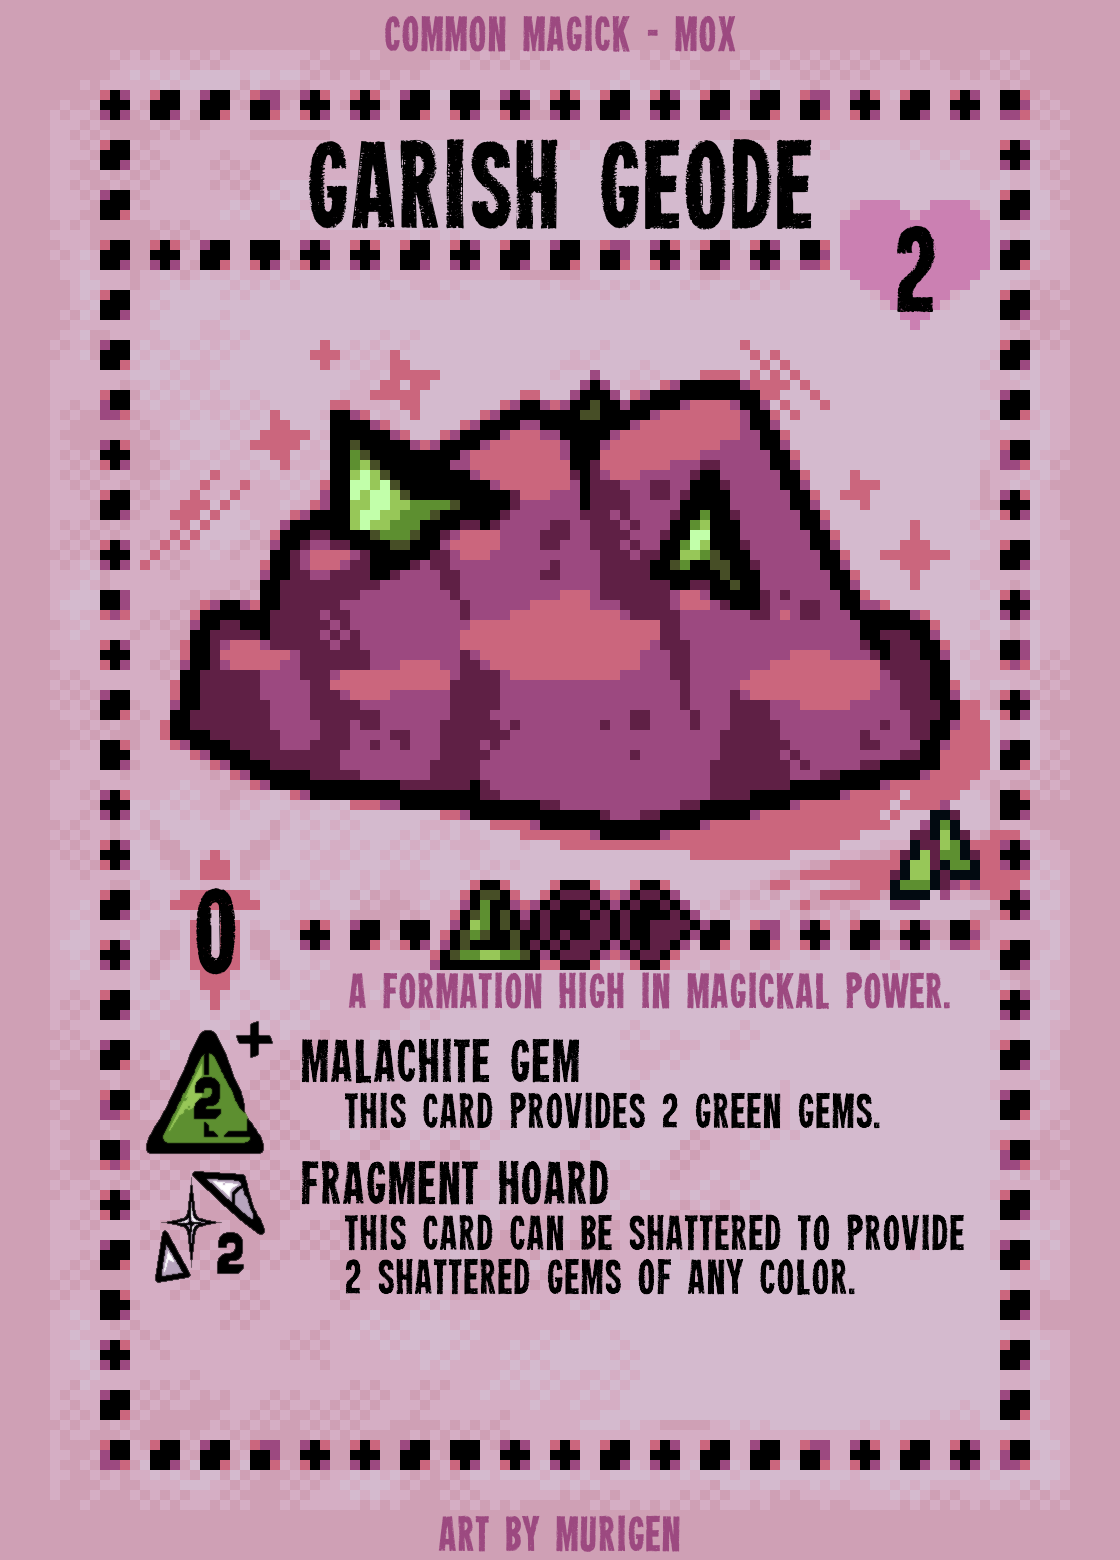 COMMON MAGICK - MOX
GARISH GEODE
2
0
A FORMATION HIGH IN MAGICKAL POWER.
2+
MALACHITE GEM
THIS CARD PROVIDES 2 GREEN GEMS.
2
FRAGMENT HOARD
THIS CARD CAN BE SHATTERED TO PROVIDE
2 SHATTERED GEMS OF ANY COLOR.
ART BY MURIGEN